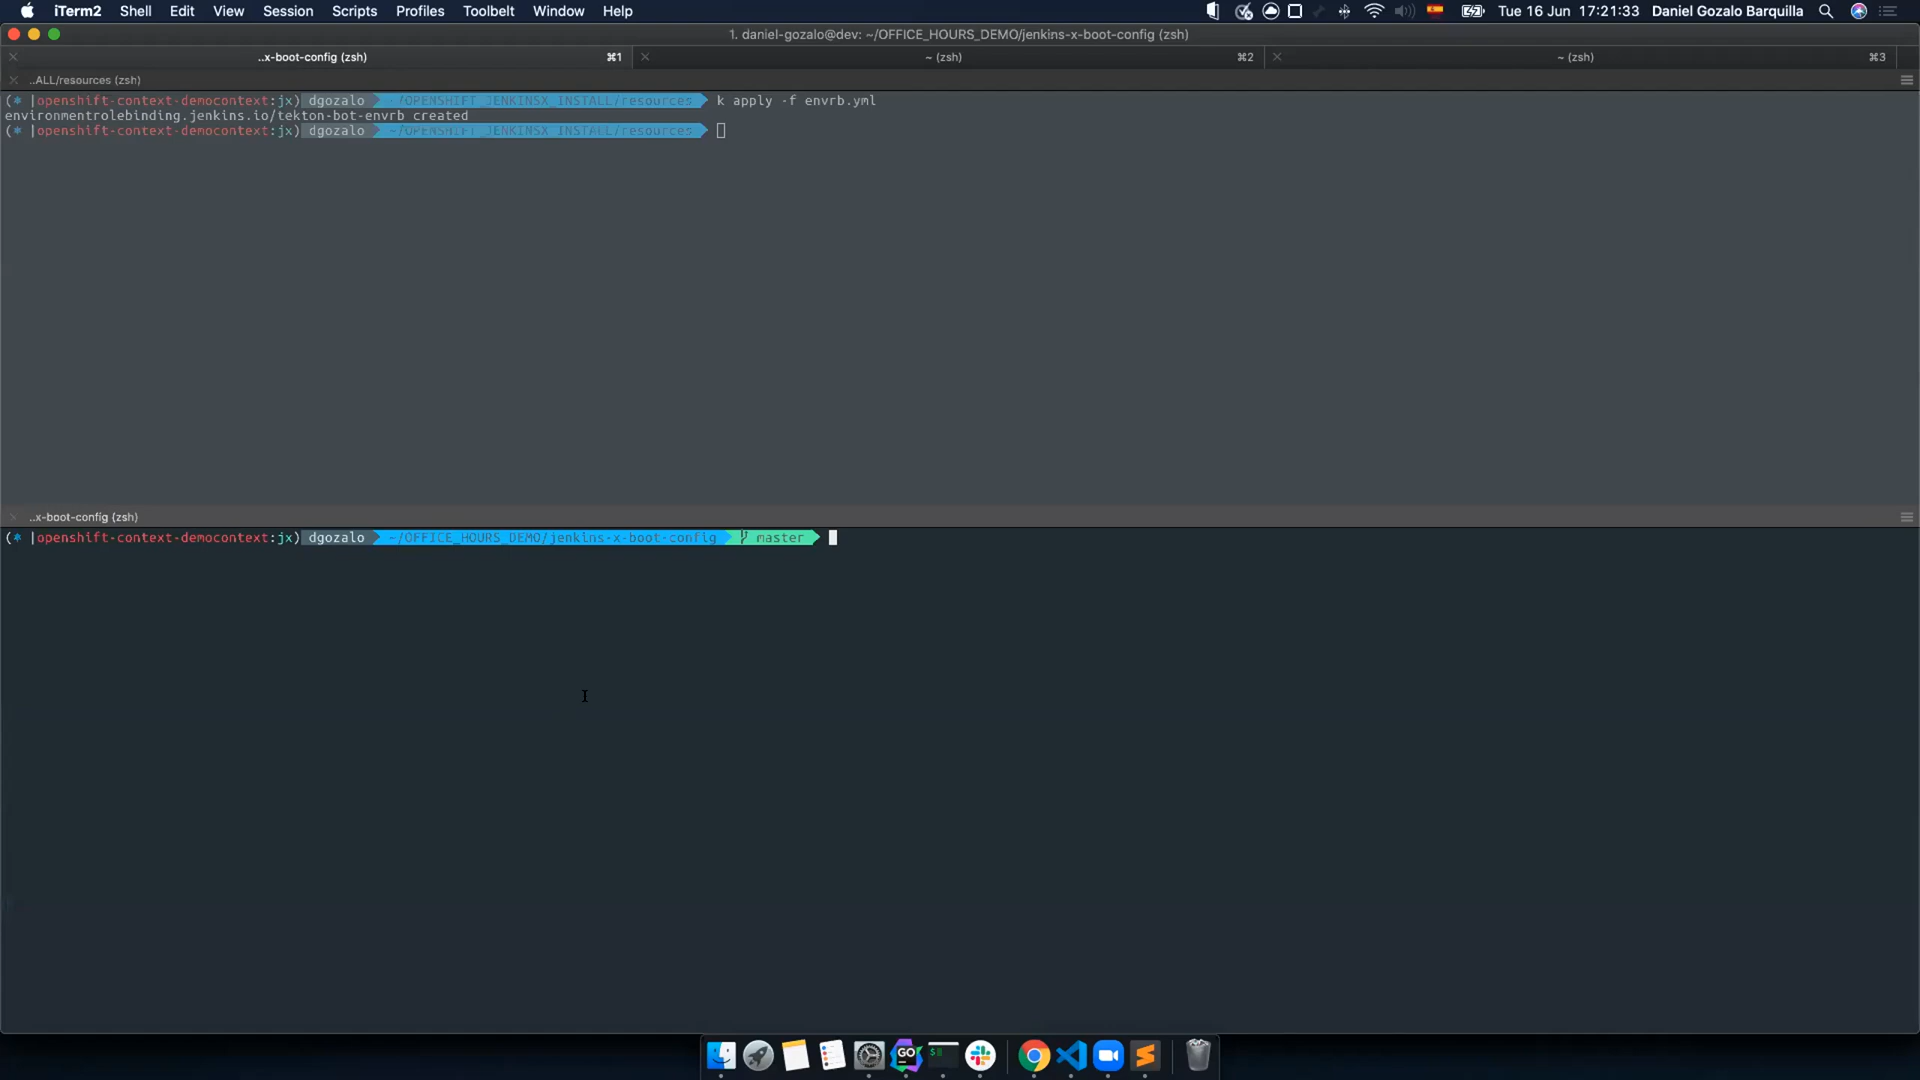 iTerm2 Shell Edit View Session Scripts Profiles Toolbelt Window Help Tue 16 Jun 17:21:33 Daniel Gozalo Barquilla
1. daniel-gozalo@dev: ~/OFFICE_HOURS_DEMO/jenkins-x-boot-config (zsh)
..x-boot-config (zsh) ⌘1 ~ (zsh) ⌘2 ~ (zsh) ⌘3
..ALL/resources (zsh)
(* |openshift-context-democontext:jx) dgozalo ~/OPENSHIFT_JENKINSX_INSTALL/resources k apply -f envrb.yml
environmentrolebinding.jenkins.io/tekton-bot-envrb created
(* |openshift-context-democontext:jx) dgozalo ~/OPENSHIFT_JENKINSX_INSTALL/resources
..x-boot-config (zsh)
(* |openshift-context-democontext:jx) dgozalo ~/OFFICE_HOURS_DEMO/jenkins-x-boot-config master
GO
$